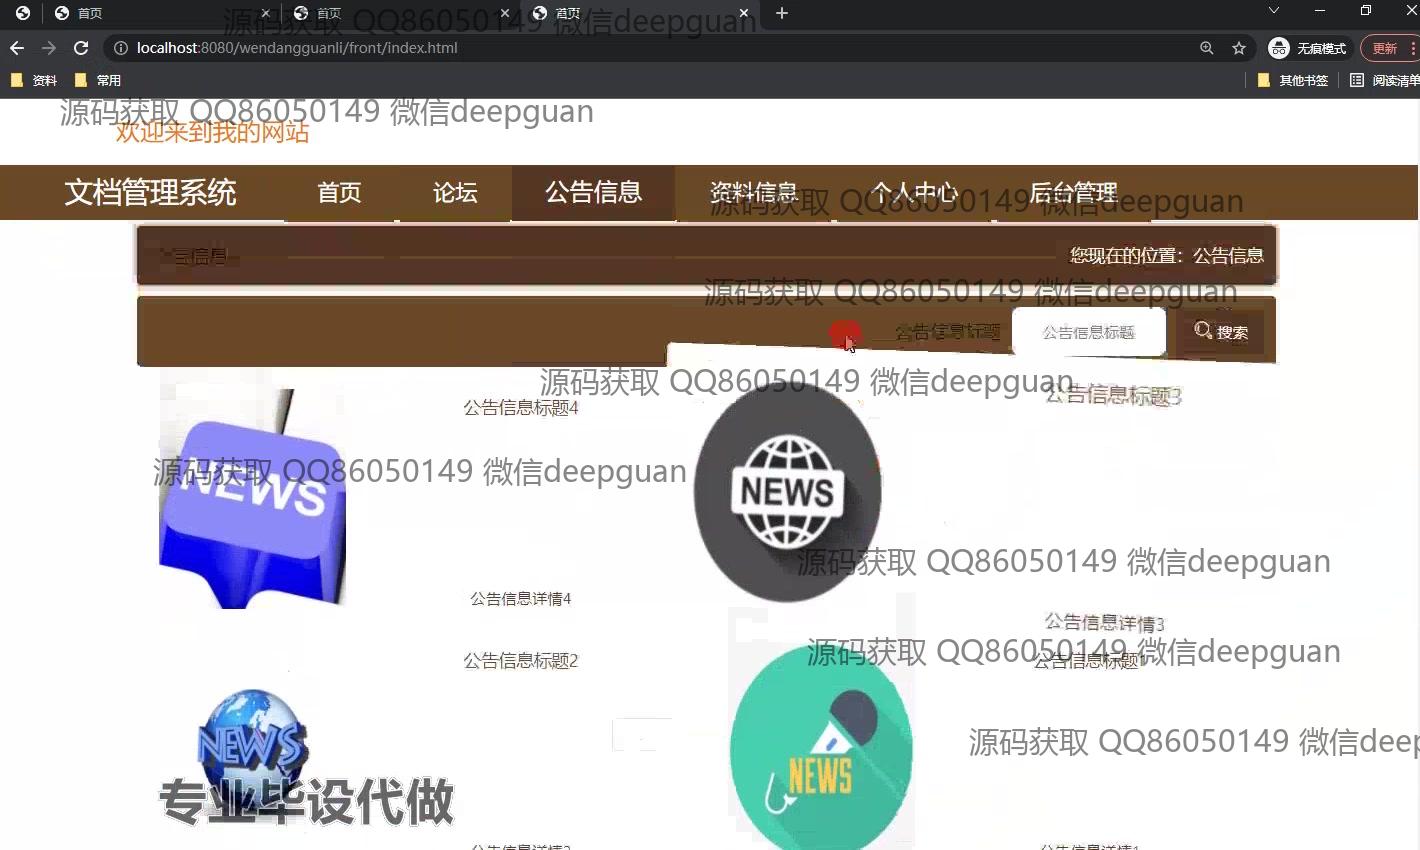 首页
首页
首页
localhost:8080/wendangguanli/front/index.html
无痕模式
更新
资料
常用
其他书签
阅读清单
源码获取 QQ86050149 微信deepguan
源码获取 QQ86050149 微信deepguan
欢迎来到我的网站
文档管理系统
首页
论坛
公告信息
资料信息
个人中心
后台管理
源码获取 QQ86050149 微信deepguan
您现在的位置：公告信息
源码获取 QQ86050149 微信deepguan
公告信息标题
公告信息标题
搜索
源码获取 QQ86050149 微信deepguan
公告信息标题4
公告信息标题3
NEWS
NEWS
源码获取 QQ86050149 微信deepguan
源码获取 QQ86050149 微信deepguan
公告信息详情4
公告信息详情3
源码获取 QQ86050149 微信deepguan
公告信息标题2
公告信息标题1
NEWS
NEWS
源码获取 QQ86050149 微信deep
专业毕设代做
公告信息详情2
公告信息详情1